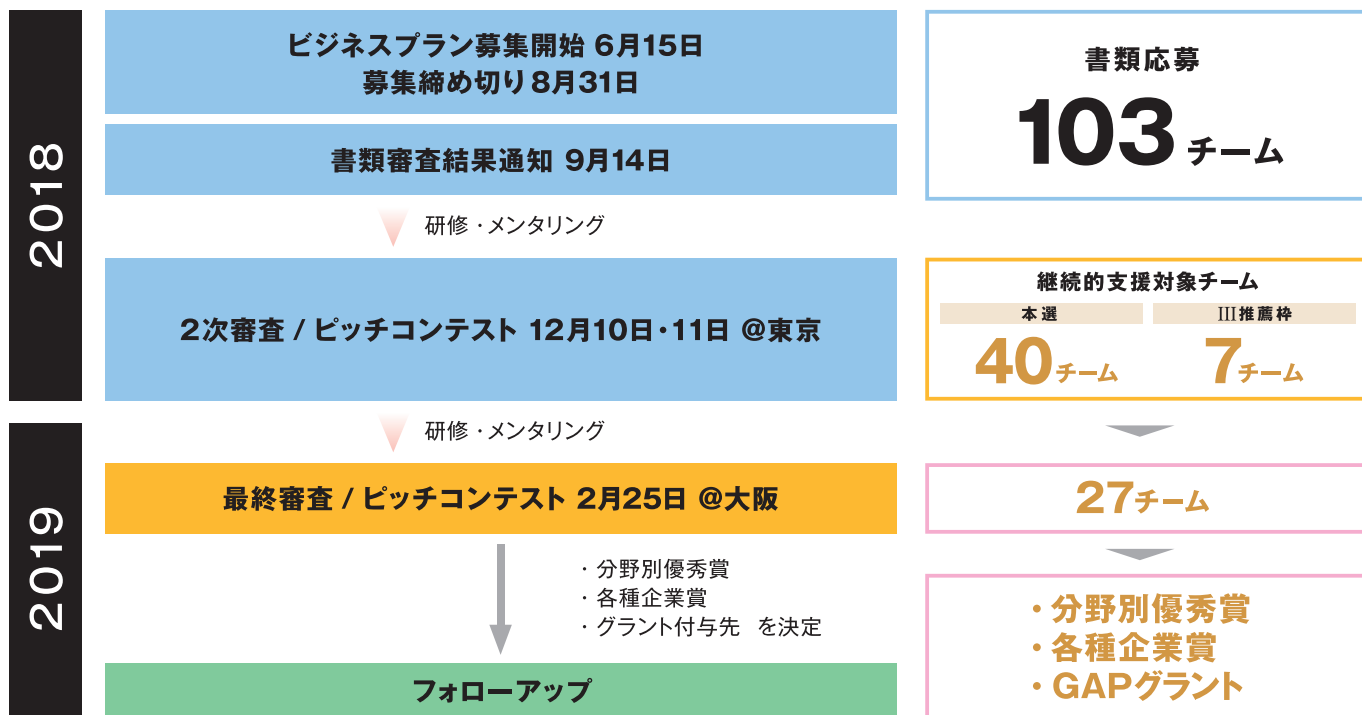 2018
ビジネスプラン募集開始 6月15日
募集締め切り8月31日
書類応募
103チーム
書類審査結果通知 9月14日
研修・メンタリング
2次審査 / ピッチコンテスト 12月10日・11日 @東京
継続的支援対象チーム
本選
III推薦枠
40チーム
7チーム
2019
研修・メンタリング
最終審査 / ピッチコンテスト 2月25日 @大阪
27チーム
・分野別優秀賞
・各種企業賞
・グラント付与先 を決定
フォローアップ
・分野別優秀賞
・各種企業賞
・GAPグラント